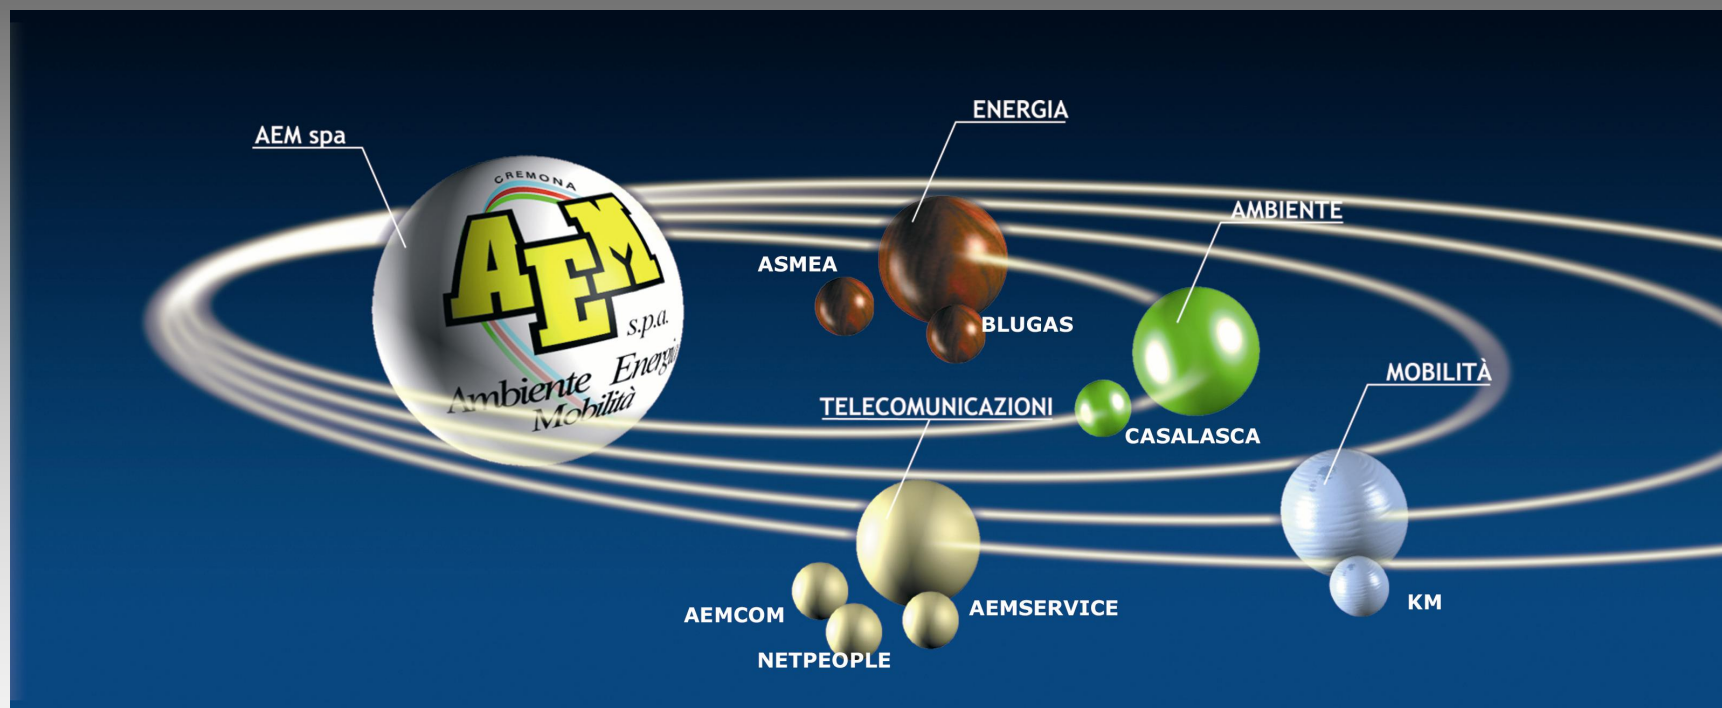 ENERGIA
AEM spa
CREMONA
AEM
s.p.a.
Ambiente Energia
Mobilità
AMBIENTE
ASMEA
BLUGAS
MOBILITÀ
TELECOMUNICAZIONI
CASALASCA
AEMCOM
AEMSERVICE
KM
NETPEOPLE